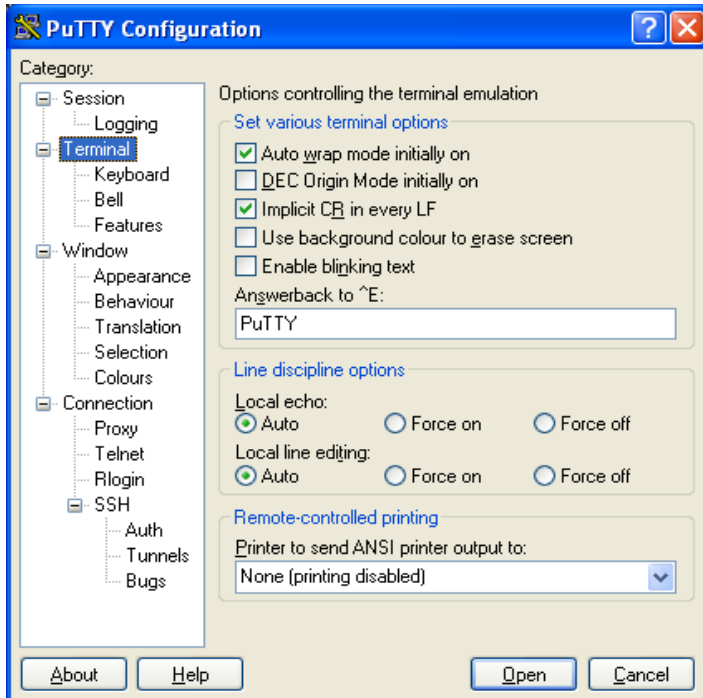 PuTTY Configuration
Category:
Session
Logging
Terminal
Keyboard
Bell
Features
Window
Appearance
Behaviour
Translation
Selection
Colours
Connection
Proxy
Telnet
Rlogin
SSH
Auth
Tunnels
Bugs
Options controlling the terminal emulation
Set various terminal options
Auto wrap mode initially on
DEC Origin Mode initially on
Implicit CR in every LF
Use background colour to erase screen
Enable blinking text
Answerback to ^E:
PuTTY
Line discipline options
Local echo:
Auto Force on Force off
Local line editing:
Auto Force on Force off
Remote-controlled printing
Printer to send ANSI printer output to:
None (printing disabled)
About Help Open Cancel